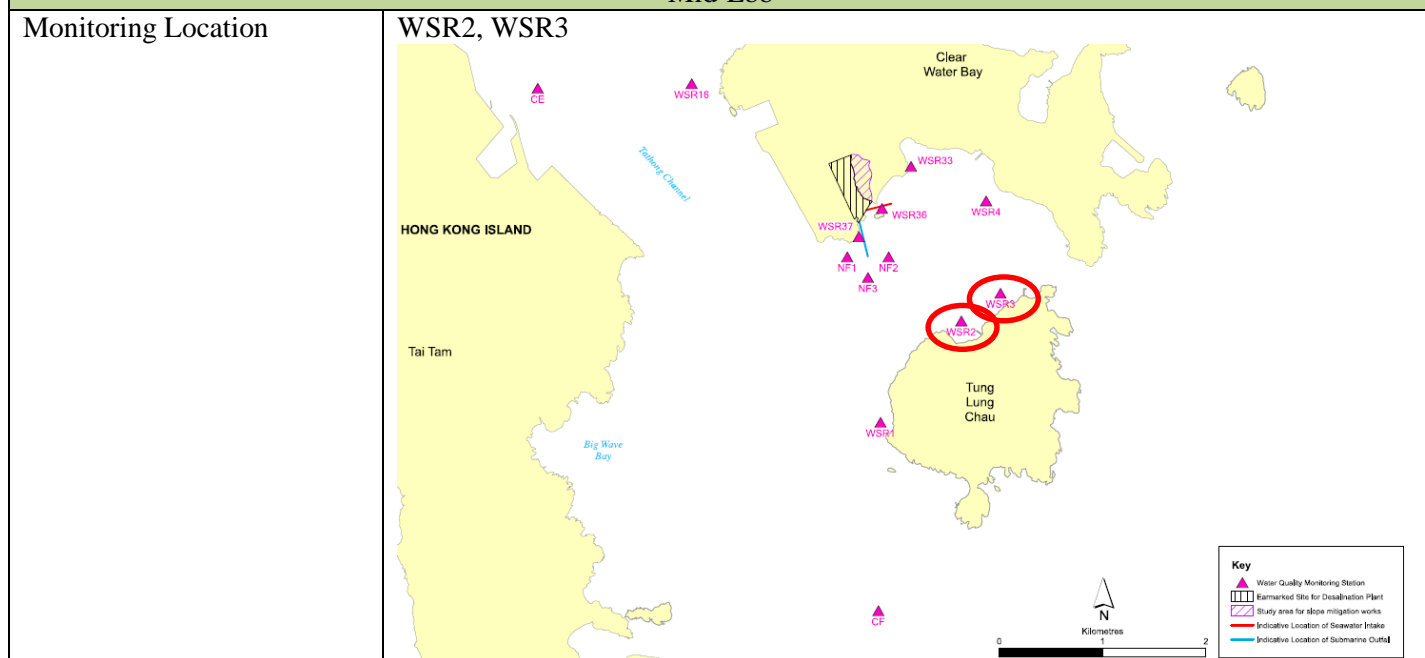 Mid-Ebb
Monitoring Location
WSR2, WSR3
Clear
Water Bay
CE
WSR16
Tathong Channel
WSR33
WSR36
WSR4
HONG KONG ISLAND
WSR37
NF1
NF2
NF3
WSR3
WSR2
Tai Tam
Tung
Lung
Chau
WSR1
Big Wave
Bay
CF
N
Kilometres
0
1
2
Key
Water Quality Monitoring Station
Earmarked Site for Desalination Plant
Study area for slope mitigation works
Indicative Location of Seawater Intake
Indicative Location of Submarine Outfall